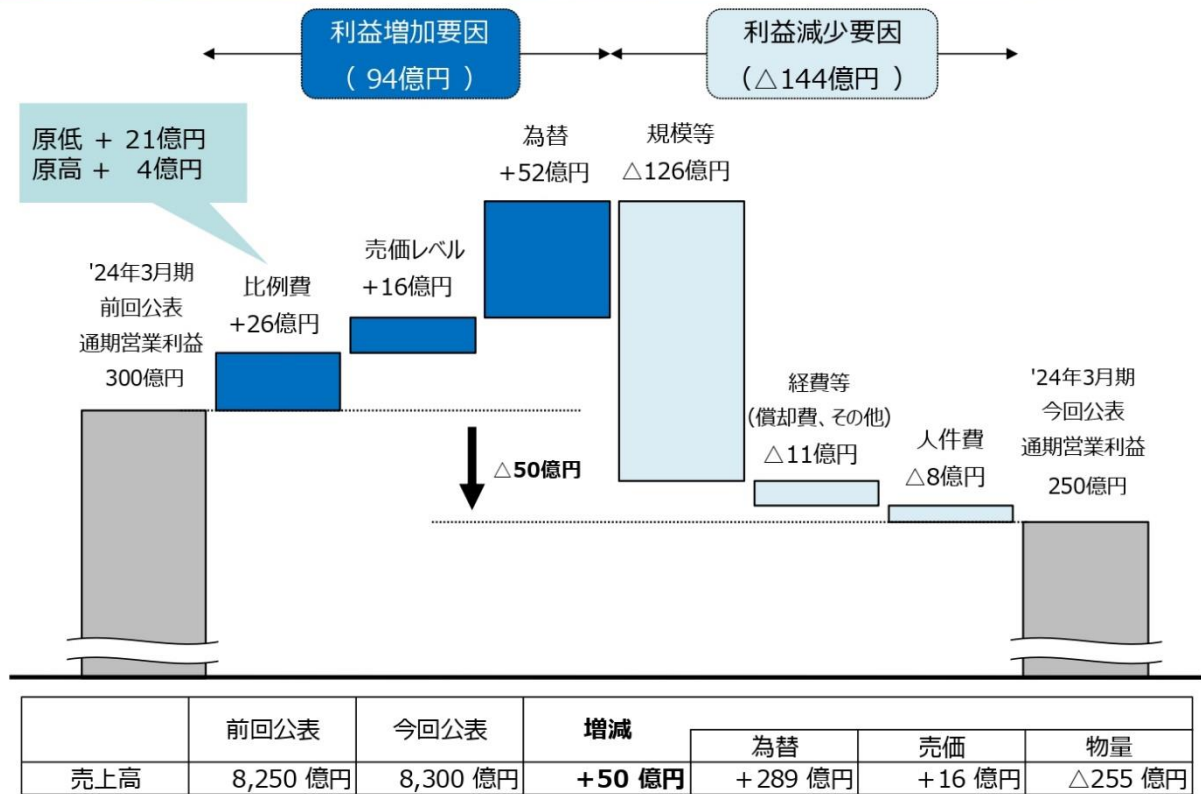 利益増加要因
( 94億円 )
利益減少要因
(△144億円 )
原低 + 21億円
原高 + 4億円
'24年3月期
前回公表
通期営業利益
300億円
比例費
+26億円
売価レベル
+16億円
為替
+52億円
規模等
△126億円
△50億円
経費等
(償却費、その他)
△11億円
人件費
△8億円
'24年3月期
今回公表
通期営業利益
250億円
前回公表 今回公表 増減 為替 売価 物量
売上高 8,250 億円 8,300 億円 +50 億円 +289 億円 +16 億円 △255 億円